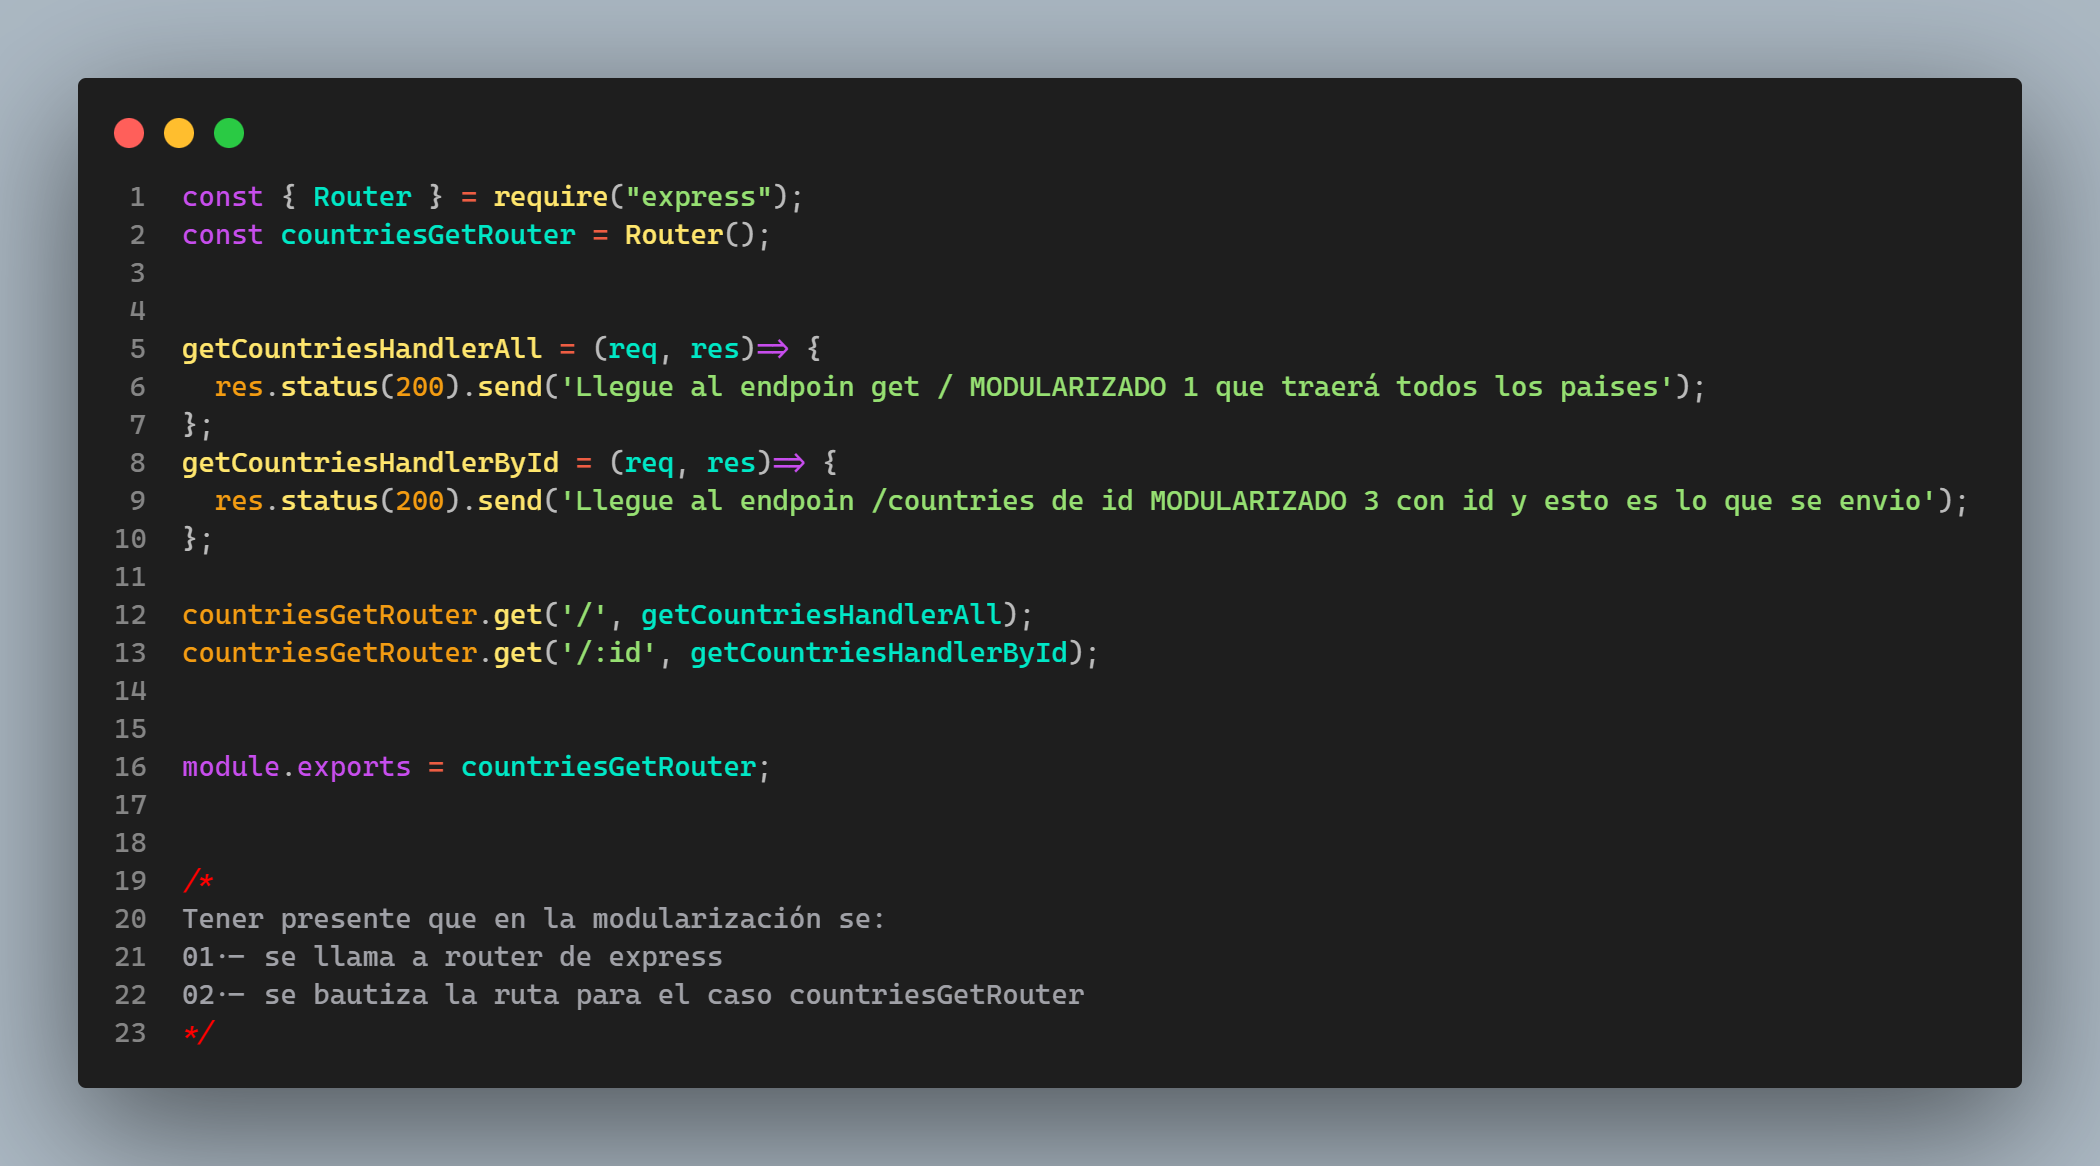 1 const { Router } = require("express");
2 const countriesGetRouter = Router();
3
4
5 getCountriesHandlerAll = (req, res)=> {
6   res.status(200).send('Llegue al endpoin get / MODULARIZADO 1 que traerá todos los paises');
7 };
8 getCountriesHandlerById = (req, res)=> {
9   res.status(200).send('Llegue al endpoin /countries de id MODULARIZADO 3 con id y esto es lo que se envio');
10 };
11
12 countriesGetRouter.get('/', getCountriesHandlerAll);
13 countriesGetRouter.get('/:id', getCountriesHandlerById);
14
15
16 module.exports = countriesGetRouter;
17
18
19 /*
20 Tener presente que en la modularización se:
21 01.- se llama a router de express
22 02.- se bautiza la ruta para el caso countriesGetRouter
23 */